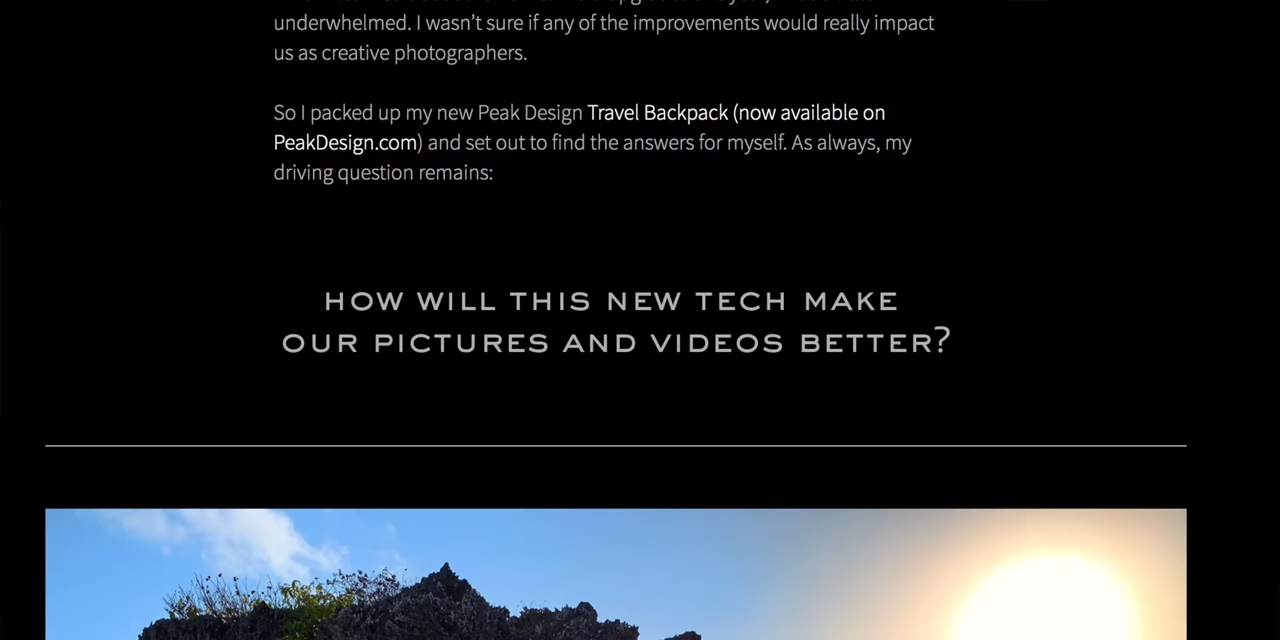 underwhelmed. I wasn’t sure if any of the improvements would really impact
us as creative photographers.
So I packed up my new Peak Design Travel Backpack (now available on
PeakDesign.com) and set out to find the answers for myself. As always, my
driving question remains:
HOW WILL THIS NEW TECH MAKE
OUR PICTURES AND VIDEOS BETTER?